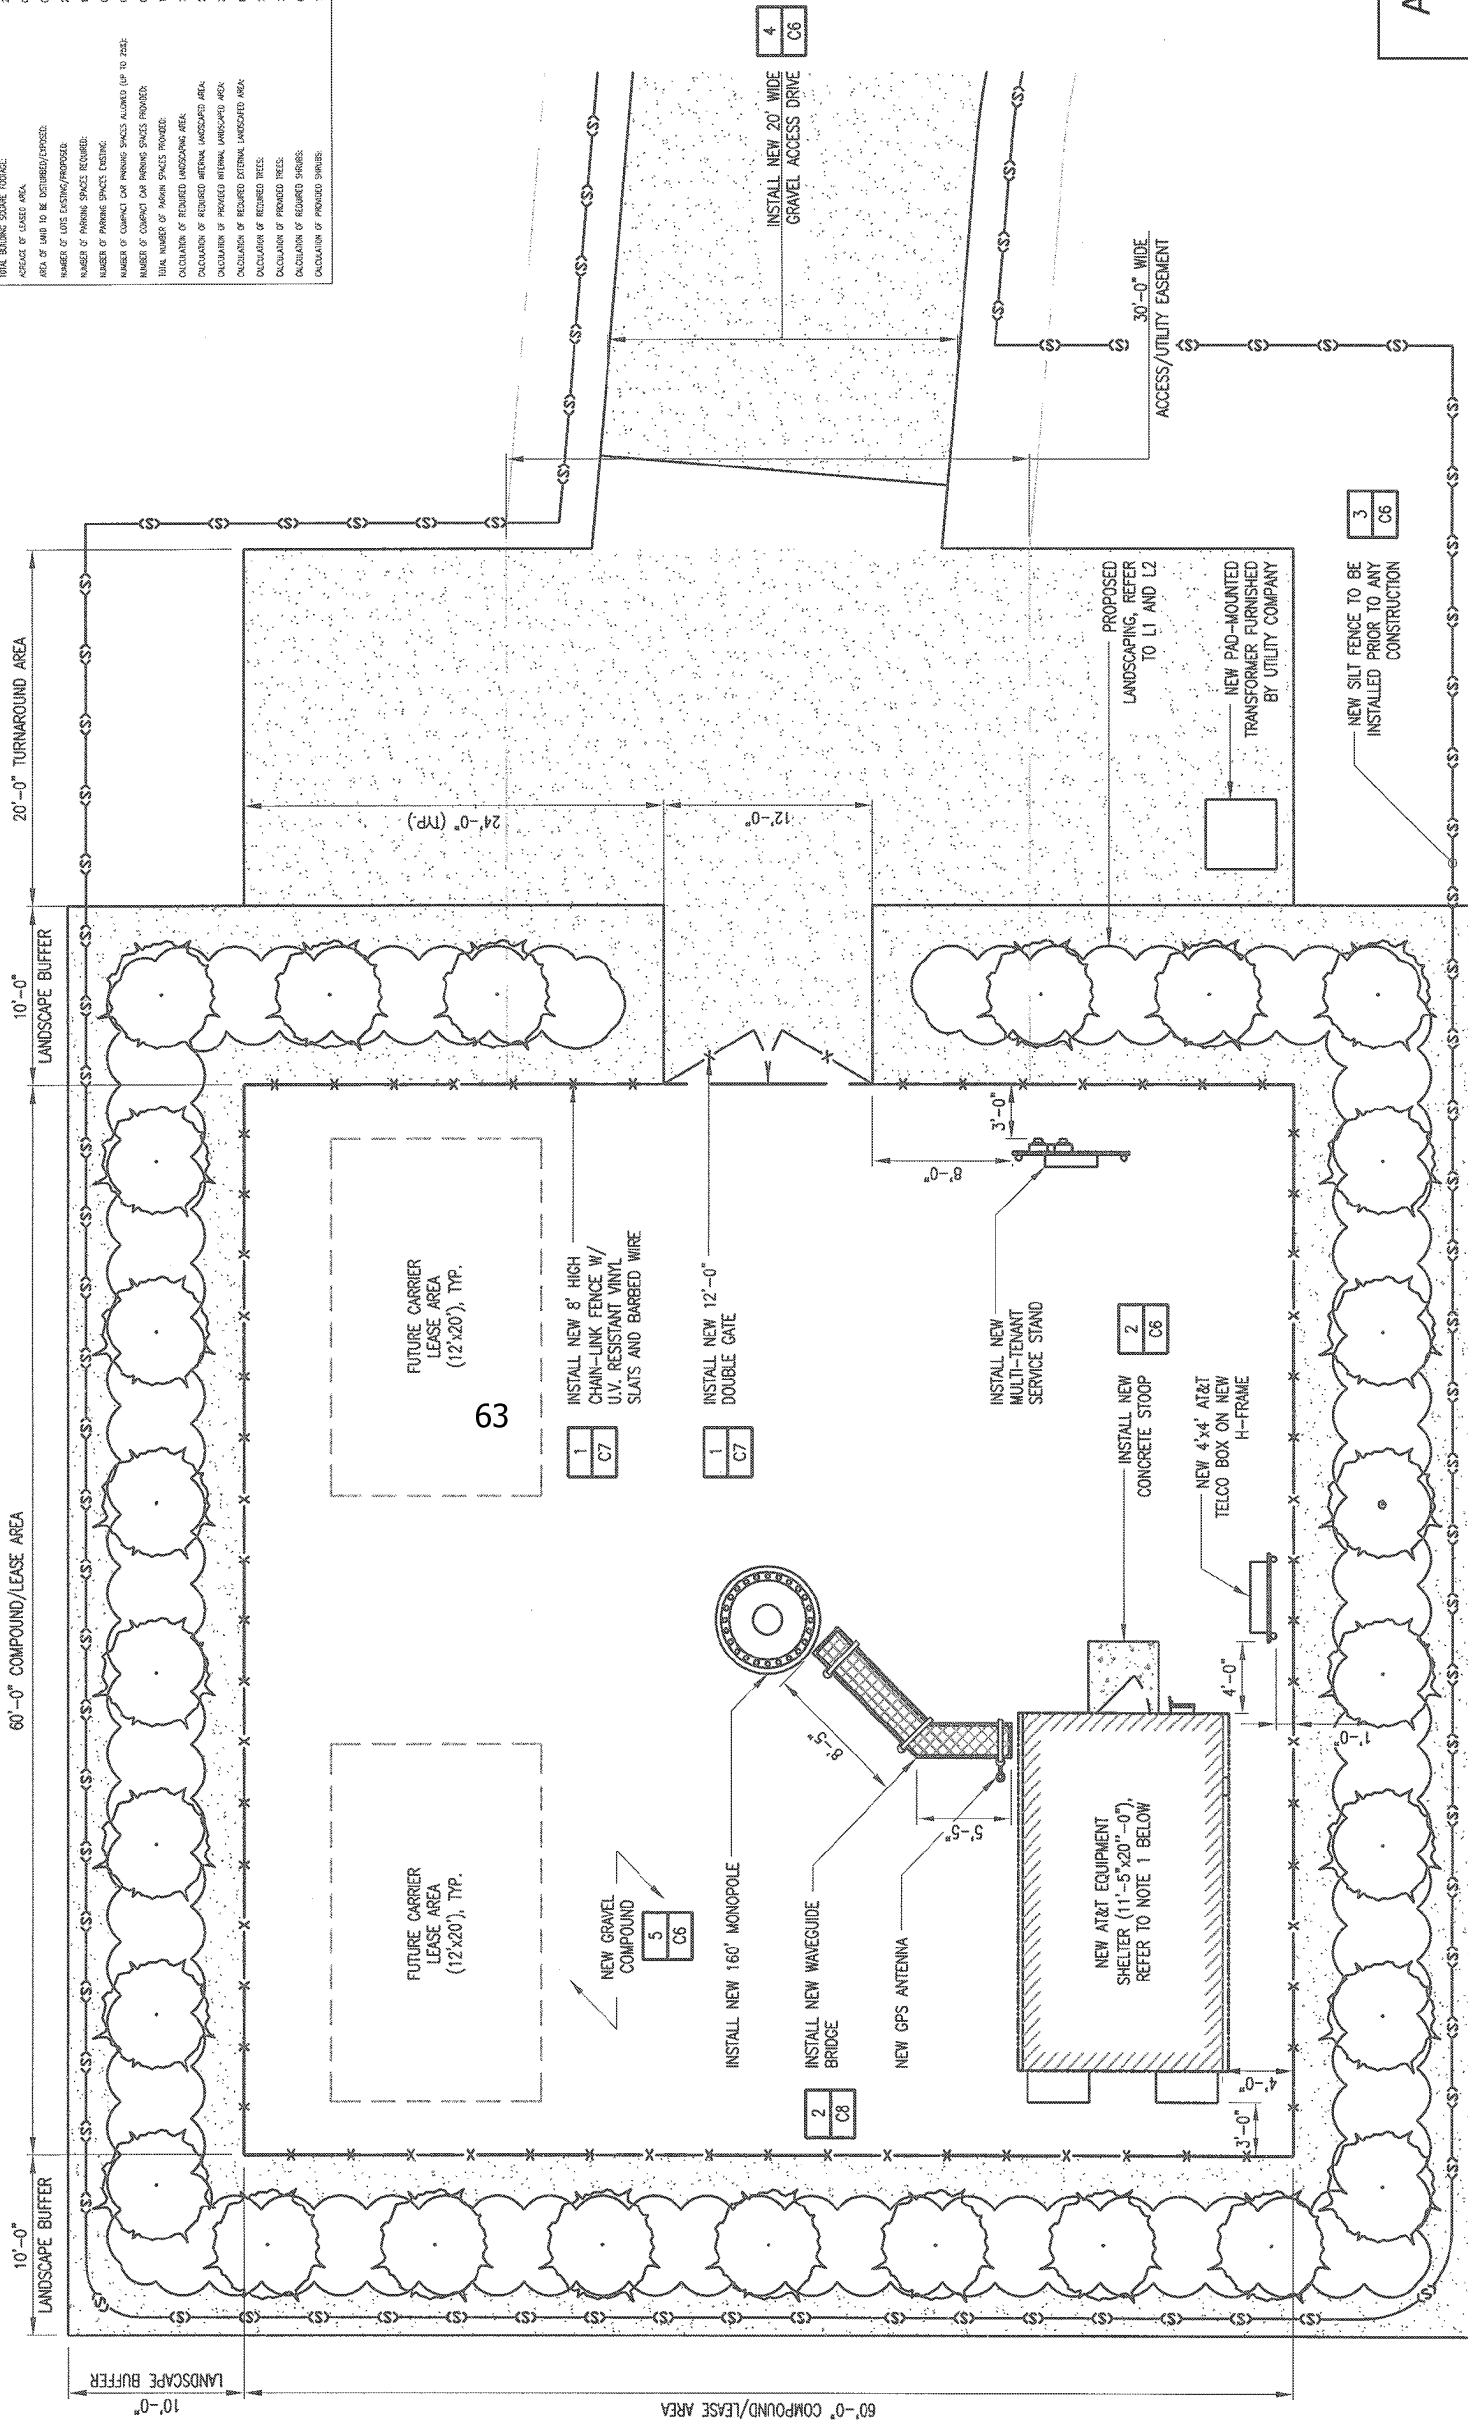 TOTAL BUILDING SQUARE FOOTAGE:
ACREAGE OF LEASED AREA:
AREA OF LAND TO BE DISTURBED/EXPOSED:
NUMBER OF LOTS EXISTING/PROPOSED:
NUMBER OF PARKING SPACES REQUIRED:
NUMBER OF PARKING SPACES EXISTING:
NUMBER OF COMPACT CAR PARKING SPACES ALLOWED (UP TO 25%):
NUMBER OF COMPACT CAR PARKING SPACES PROVIDED:
TOTAL NUMBER OF PARKIN SPACES PROVIDED:
CALCULATION OF REQUIRED LANDSCAPING AREA:
CALCULATION OF REQUIRED INTERNAL LANDSCAPED AREA:
CALCULATION OF PROVIDED INTERNAL LANDSCAPED AREA:
CALCULATION OF REQUIRED EXTERNAL LANDSCAPED AREA:
CALCULATION OF REQUIRED TREES:
CALCULATION OF PROVIDED TREES:
CALCULATION OF REQUIRED SHRUBS:
CALCULATION OF PROVIDED SHRUBS:
10'-0"
LANDSCAPE BUFFER
60'-0" COMPOUND/LEASE AREA
10'-0"
LANDSCAPE BUFFER
20'-0" TURNAROUND AREA
10'-0"
LANDSCAPE BUFFER
60'-0" COMPOUND/LEASE AREA
FUTURE CARRIER
LEASE AREA
(12'x20'), TYP.
FUTURE CARRIER
LEASE AREA
(12'x20'), TYP.
63
NEW GRAVEL
COMPOUND
5
C6
1
C7
INSTALL NEW 8' HIGH
CHAIN-LINK FENCE W/
U.V. RESISTANT VINYL
SLATS AND BARBED WIRE
1
C7
INSTALL NEW 12'-0"
DOUBLE GATE
24'-0" (TYP.)
12'-0"
4
C6
INSTALL NEW 20' WIDE
GRAVEL ACCESS DRIVE
INSTALL NEW 160' MONOPOLE
2
C8
INSTALL NEW WAVEGUIDE
BRIDGE
NEW GPS ANTENNA
8'-5"
5'-5"
8'-0"
3'-0"
INSTALL NEW
MULTI-TENANT
SERVICE STAND
30'-0" WIDE
ACCESS/UTILITY EASEMENT
PROPOSED
LANDSCAPING, REFER
TO L1 AND L2
NEW PAD-MOUNTED
TRANSFORMER FURNISHED
BY UTILITY COMPANY
INSTALL NEW
CONCRETE STOOP
2
C6
NEW AT&T EQUIPMENT
SHELTER (11'-5"x20"-0"),
REFER TO NOTE 1 BELOW
NEW 4'x4' AT&T
TELCO BOX ON NEW
H-FRAME
3'-0"
4'-0"
4'-0"
1'-0"
NEW SILT FENCE TO BE
INSTALLED PRIOR TO ANY
CONSTRUCTION
3
C6